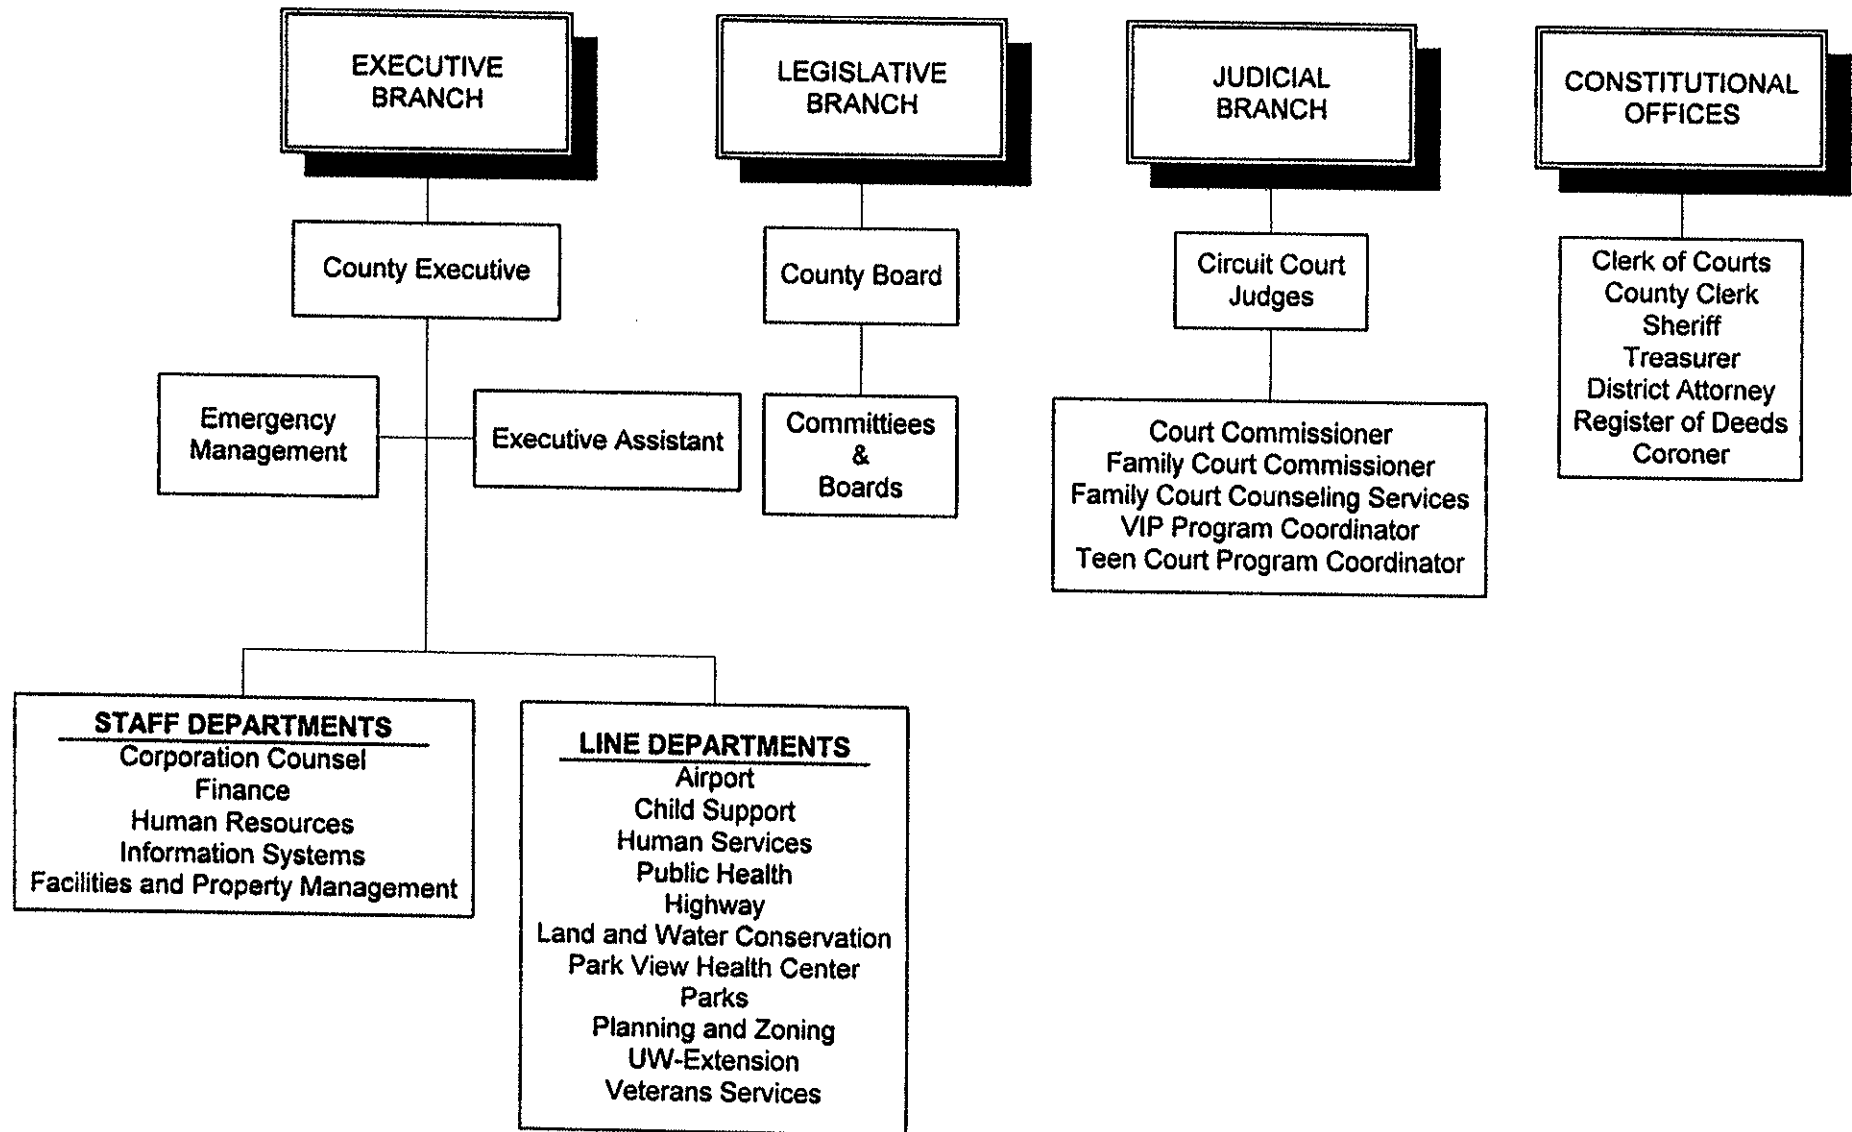 EXECUTIVE
BRANCH
County Executive
Emergency
Management
Executive Assistant
STAFF DEPARTMENTS
Corporation Counsel
Finance
Human Resources
Information Systems
Facilities and Property Management
LINE DEPARTMENTS
Airport
Child Support
Human Services
Public Health
Highway
Land and Water Conservation
Park View Health Center
Parks
Planning and Zoning
UW-Extension
Veterans Services
LEGISLATIVE
BRANCH
County Board
Committiees
&
Boards
JUDICIAL
BRANCH
Circuit Court
Judges
Court Commissioner
Family Court Commissioner
Family Court Counseling Services
VIP Program Coordinator
Teen Court Program Coordinator
CONSTITUTIONAL
OFFICES
Clerk of Courts
County Clerk
Sheriff
Treasurer
District Attorney
Register of Deeds
Coroner